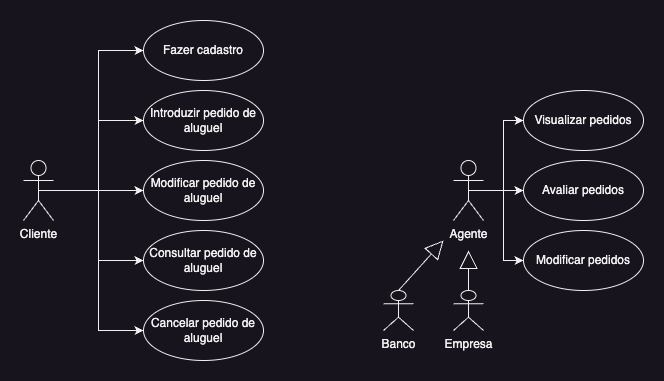 Fazer cadastro
Introduzir pedido de
aluguel
Modificar pedido de
aluguel
Cliente
Consultar pedido de
aluguel
Cancelar pedido de
aluguel
Visualizar pedidos
Avaliar pedidos
Agente
Modificar pedidos
Banco
Empresa